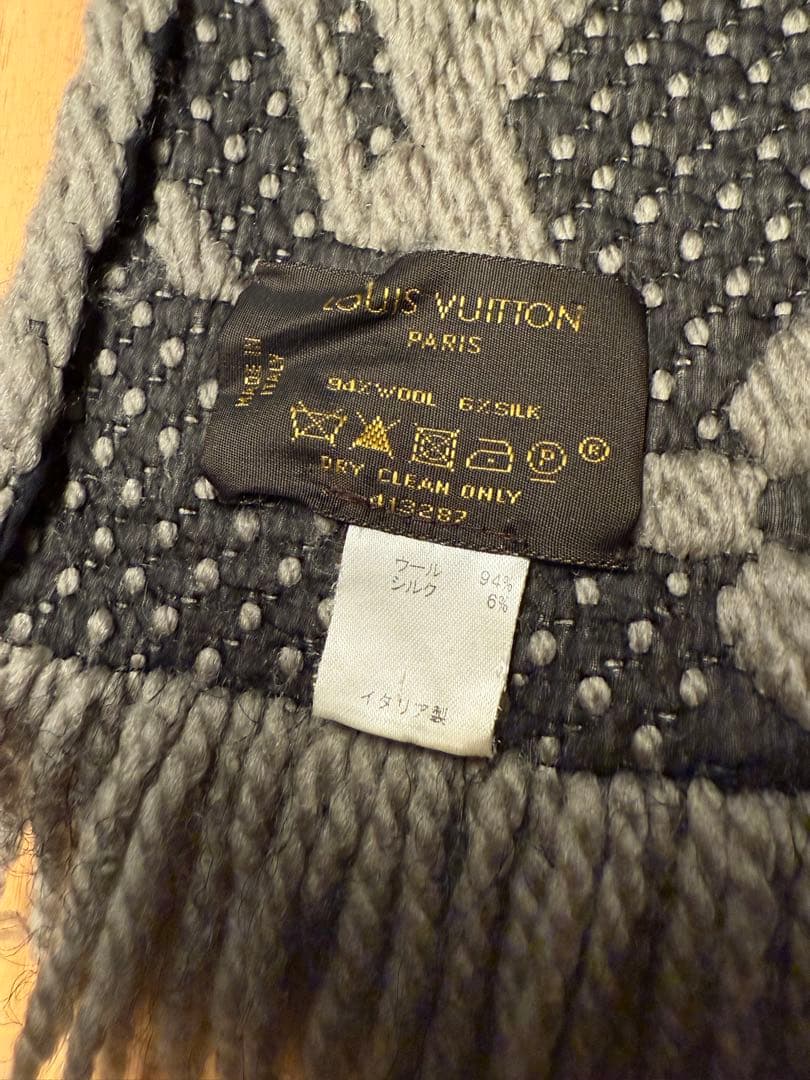 LOUIS VUITTON
PARIS
MADE IN
ITALY
94% WOOL 6% SILK
P
®
DRY CLEAN ONLY
413287
ウール 94%
シルク 6%
イタリア製